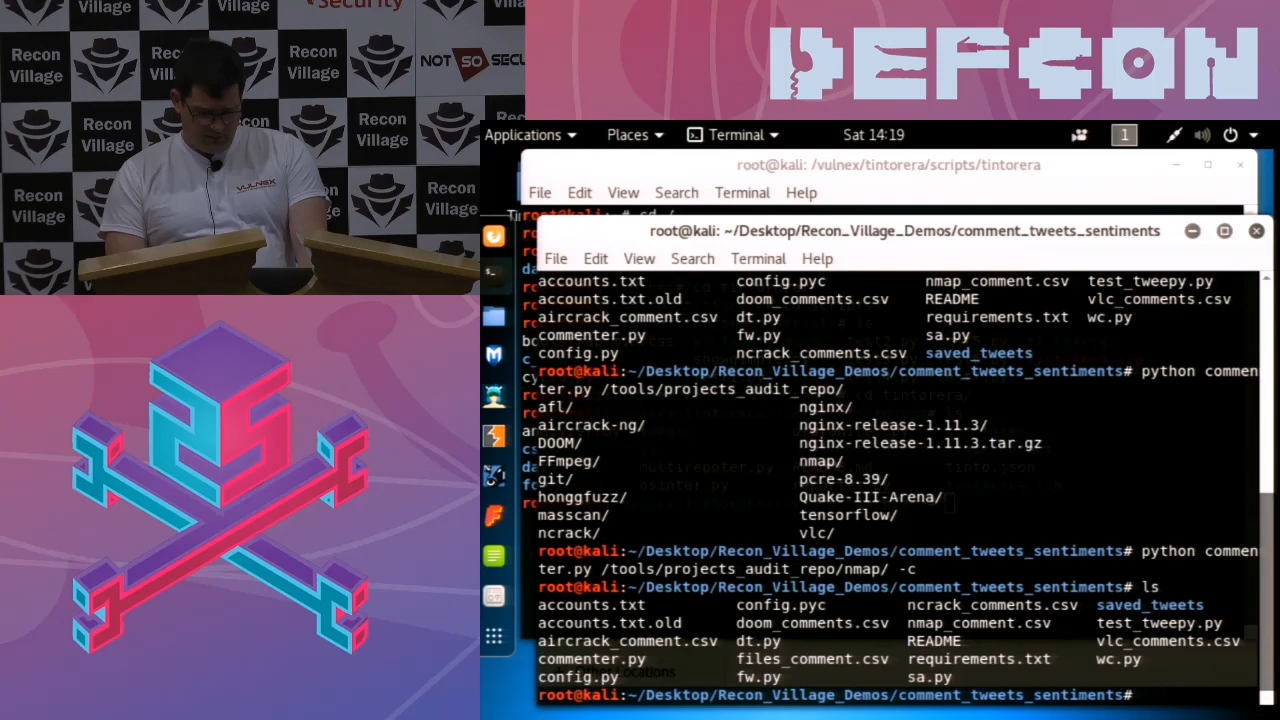 Security
Recon
Village
Recon
Village
NOT SO SECU
Recon
Village
Recon
Village
Recon
Village
VULNEX
DEFCON
Applications Places Terminal Sat 14:19 1
root@kali: /vulnex/tintorera/scripts/tintorera
File Edit View Search Terminal Help
root@kali: ~/Desktop/Recon_Village_Demos/comment_tweets_sentiments
File Edit View Search Terminal Help
accounts.txt config.pyc nmap_comment.csv test_tweepy.py
accounts.txt.old doom_comments.csv README vlc_comments.csv
aircrack_comment.csv dt.py requirements.txt wc.py
commenter.py fw.py sa.py
config.py ncrack_comments.csv saved_tweets
root@kali:~/Desktop/Recon_Village_Demos/comment_tweets_sentiments# python commen
ter.py /tools/projects_audit_repo/
afl/ nginx/
aircrack-ng/ nginx-release-1.11.3/
DOOM/ nginx-release-1.11.3.tar.gz
FFmpeg/ nmap/
git/ pcre-8.39/
honggfuzz/ Quake-III-Arena/
masscan/ tensorflow/
ncrack/ vlc/
root@kali:~/Desktop/Recon_Village_Demos/comment_tweets_sentiments# python commen
ter.py /tools/projects_audit_repo/nmap/ -c
root@kali:~/Desktop/Recon_Village_Demos/comment_tweets_sentiments# ls
accounts.txt config.pyc ncrack_comments.csv saved_tweets
accounts.txt.old doom_comments.csv nmap_comment.csv test_tweepy.py
aircrack_comment.csv dt.py README vlc_comments.csv
commenter.py files_comment.csv requirements.txt wc.py
config.py fw.py sa.py
root@kali:~/Desktop/Recon_Village_Demos/comment_tweets_sentiments#